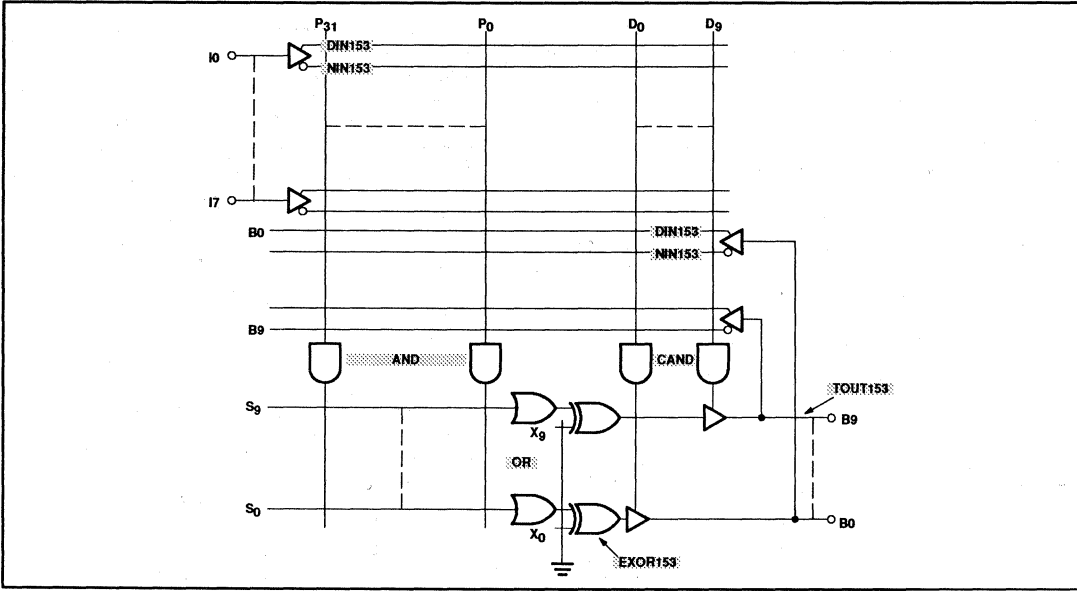 P31 P0 D0 D9
I0
DIN153
NIN153
I7
B0
DIN153
NIN153
B9
AND
CAND
TOUT153
S9
X9
B9
OR
S0
X0
B0
EXOR153